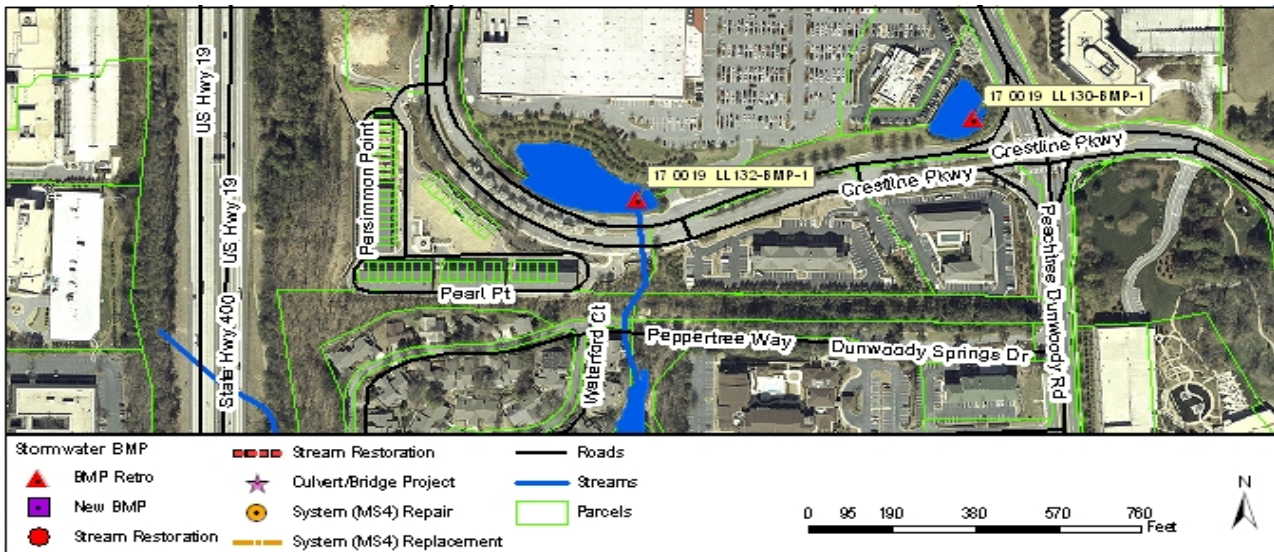 US Hwy 19
US Hwy 19
State Hwy 400
Persimmon Point
Pearl Pt
17 0019 LL130-BMP-1
17 0019 LL132-BMP-1
Crestline Pkwy
Crestline Pkwy
Peachtree Dunwoody Rd
Waterford Ct
Peppertree Way
Dunwoody Springs Dr
Stormwater BMP
BMP Retro
New BMP
Stream Restoration
Stream Restoration
Culvert/Bridge Project
System (MS4) Repair
System (MS4) Replacement
Roads
Streams
Parcels
0 95 190 380 570 760
Feet
N